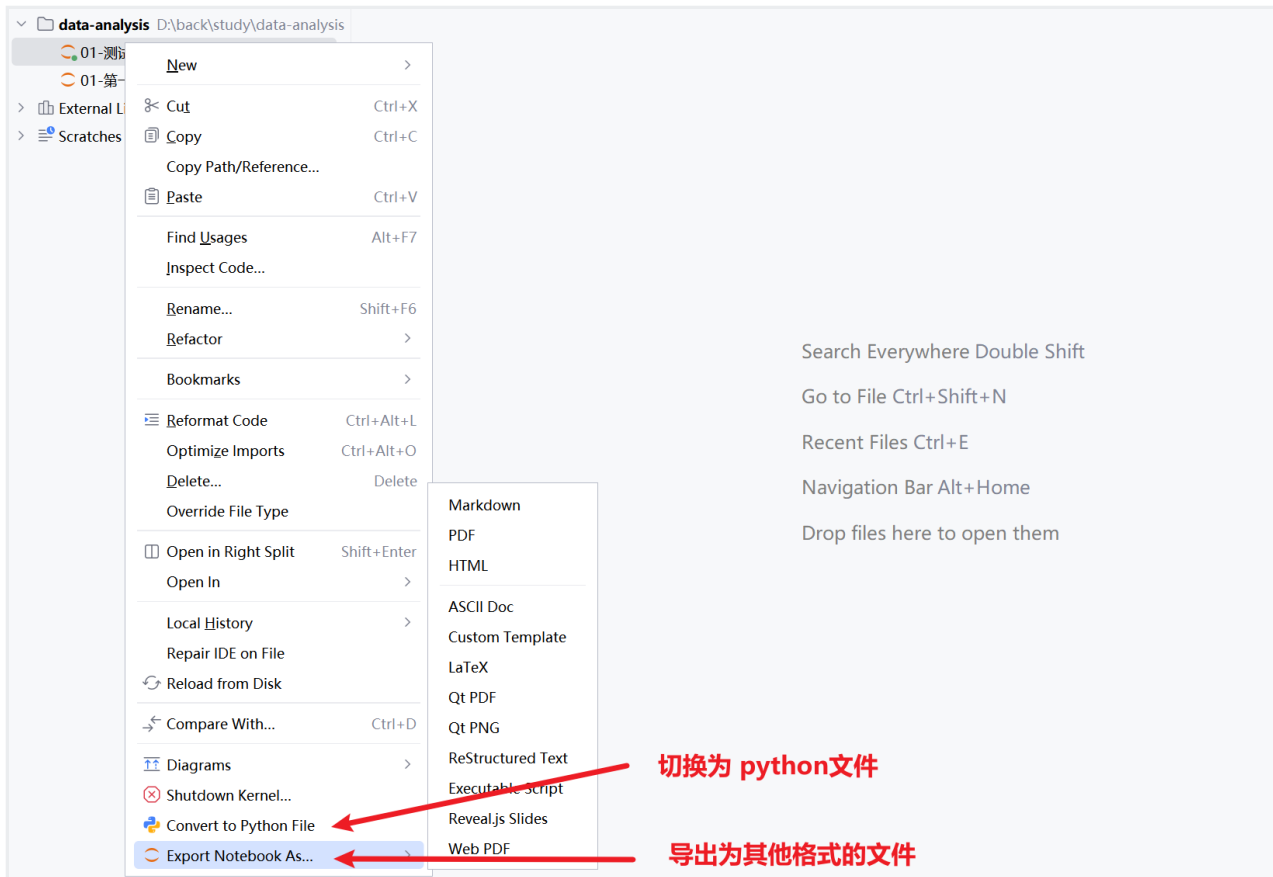 data-analysis D:\back\study\data-analysis
01-测试
01-第一
External Li
Scratches
New
Cut Ctrl+X
Copy Ctrl+C
Copy Path/Reference...
Paste Ctrl+V
Find Usages Alt+F7
Inspect Code...
Rename... Shift+F6
Refactor
Bookmarks
Reformat Code Ctrl+Alt+L
Optimize Imports Ctrl+Alt+O
Delete... Delete
Override File Type
Open in Right Split Shift+Enter
Open In
Local History
Repair IDE on File
Reload from Disk
Compare With... Ctrl+D
Diagrams
Shutdown Kernel...
Convert to Python File
Export Notebook As...
Markdown
PDF
HTML
ASCII Doc
Custom Template
LaTeX
Qt PDF
Qt PNG
ReStructured Text
Executable Script
Reveal.js Slides
Web PDF
Search Everywhere Double Shift
Go to File Ctrl+Shift+N
Recent Files Ctrl+E
Navigation Bar Alt+Home
Drop files here to open them
切换为 python文件
导出为其他格式的文件